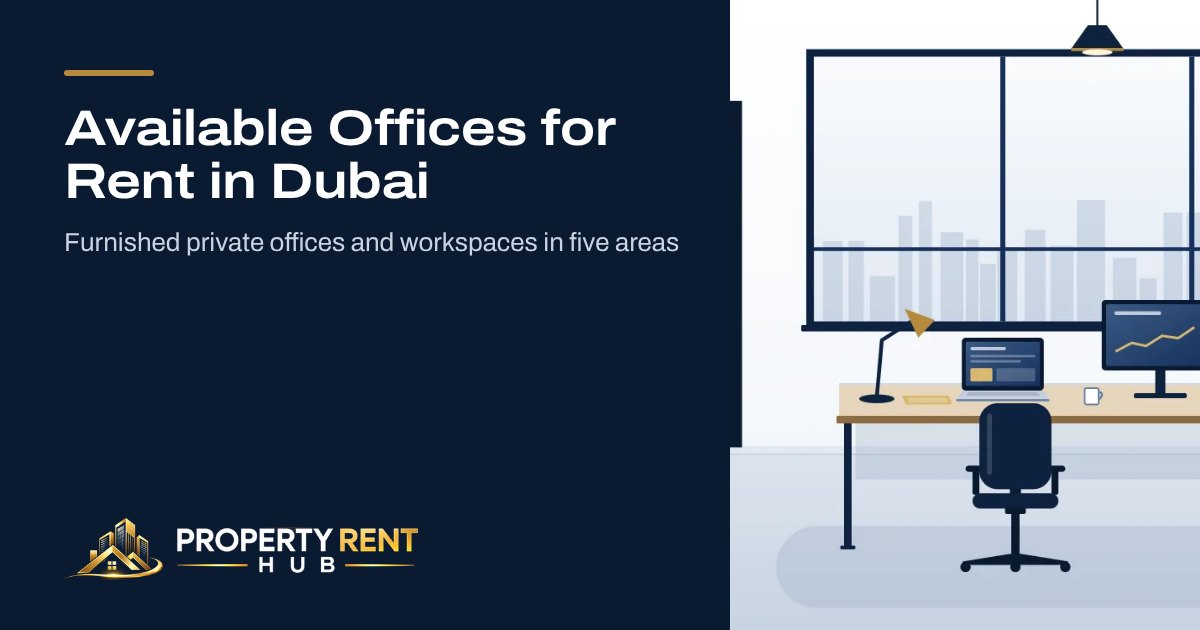 Available Offices for
Rent in Dubai
Furnished private offices and workspaces in five areas
PROPERTY RENT
HUB